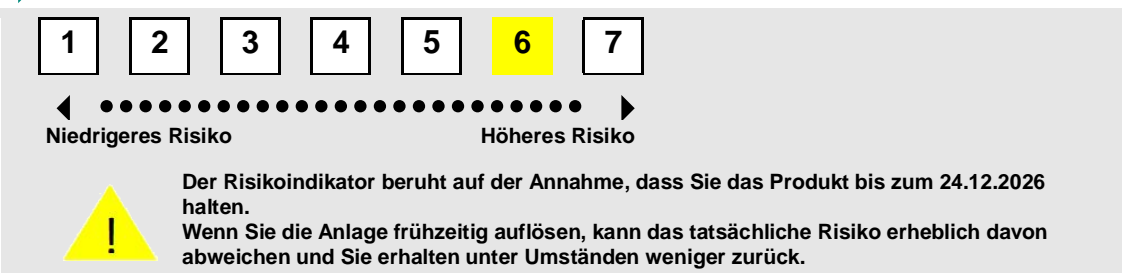 1 2 3 4 5 6 7
Niedrigeres Risiko Höheres Risiko
Der Risikoindikator beruht auf der Annahme, dass Sie das Produkt bis zum 24.12.2026
halten.
Wenn Sie die Anlage frühzeitig auflösen, kann das tatsächliche Risiko erheblich davon
abweichen und Sie erhalten unter Umständen weniger zurück.
!